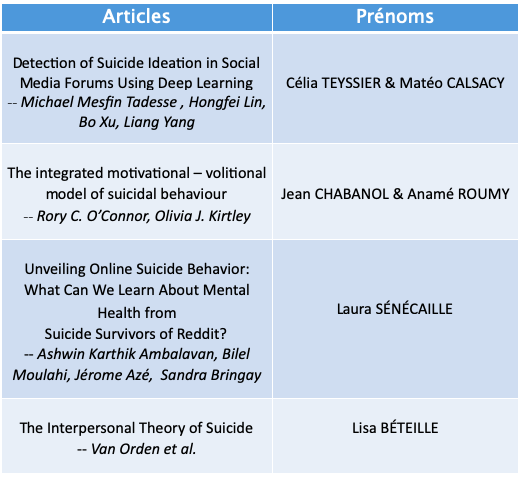 Articles
Prénoms
Detection of Suicide Ideation in Social
Media Forums Using Deep Learning
-- Michael Mesfin Tadesse , Hongfei Lin,
Bo Xu, Liang Yang
Célia TEYSSIER & Matéo CALSACY
The integrated motivational – volitional
model of suicidal behaviour
-- Rory C. O’Connor, Olivia J. Kirtley
Jean CHABANOL & Anamé ROUMY
Unveiling Online Suicide Behavior:
What Can We Learn About Mental
Health from
Suicide Survivors of Reddit?
-- Ashwin Karthik Ambalavan, Bilel
Moulahi, Jérome Azé, Sandra Bringay
Laura SÉNÉCAILLE
The Interpersonal Theory of Suicide
-- Van Orden et al.
Lisa BÉTEILLE